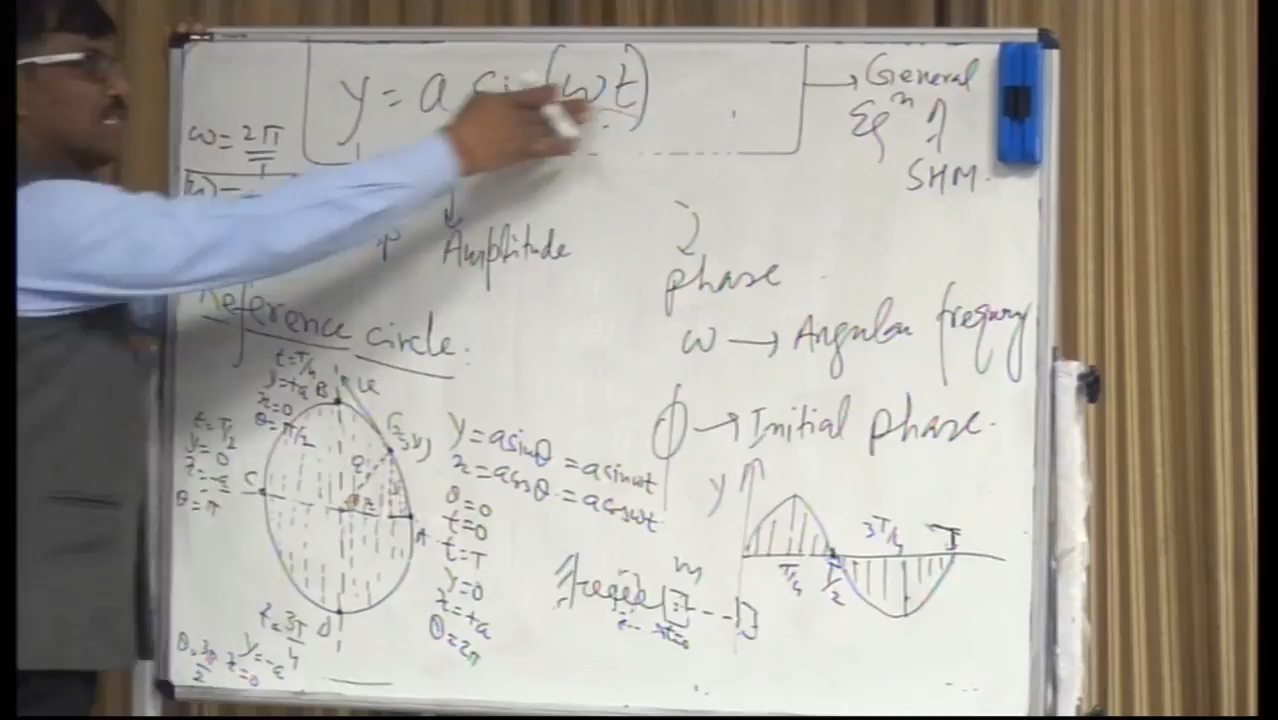 y = a sin (ωt)
→ General
Eqⁿ of
SHM.
ω = 2π
Amplitude
phase
ω → Angular frequency
Reference circle.
ϕ → Initial phase.
t = T/4
y = +a
x = 0
θ = π/2
B
t = T/2
y = 0
x = -a
θ = π
C
(x, y)
a
A
y = a sinθ = a sinωt
x = a cosθ = a cosωt
θ = 0
t = 0
t = T
y = 0
x = +a
θ = 2π
D
t = 3T/4
y = -a
x = 0
θ = 3π/2
m
y
T/4
T/2
3T/4
T